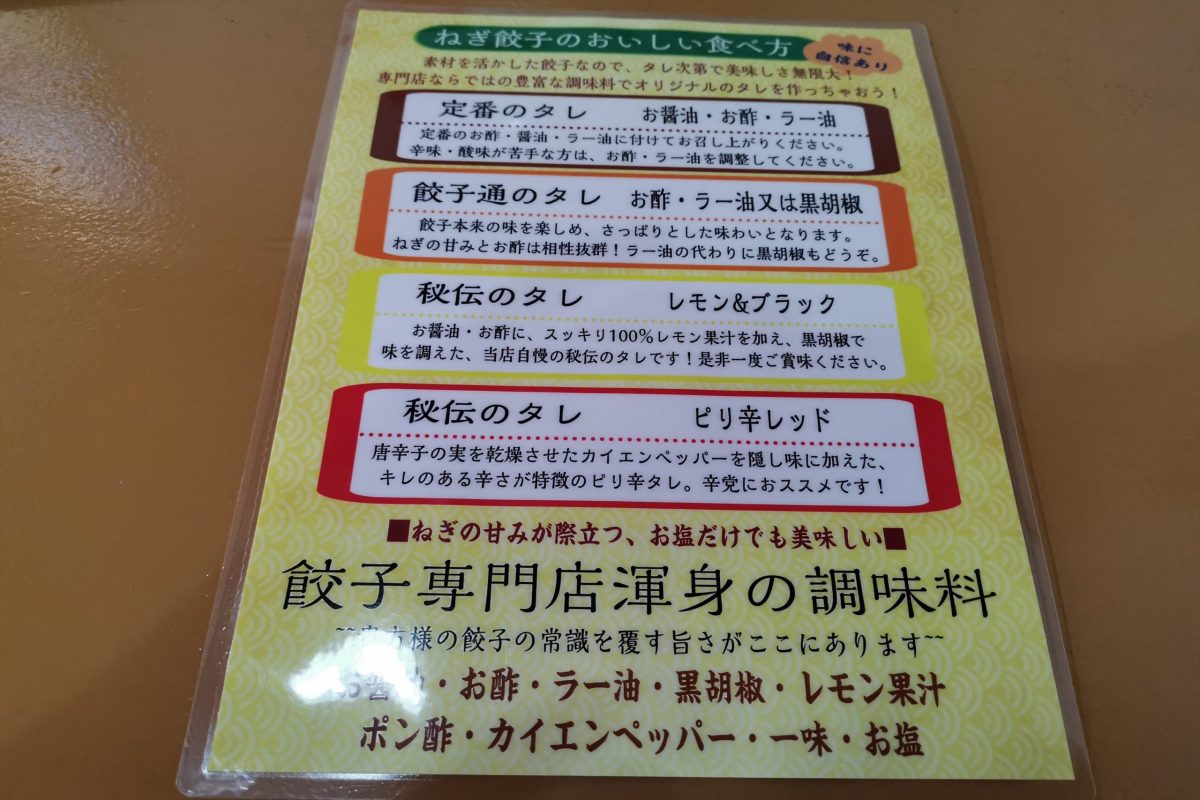 ねぎ餃子のおいしい食べ方
味に
自信あり
素材を活かした餃子なので、タレ次第で美味しさ無限大！
専門店ならではの豊富な調味料でオリジナルのタレを作っちゃおう！
定番のタレ お醤油・お酢・ラー油
定番のお酢・醤油・ラー油に付けてお召し上がりください。
辛味・酸味が苦手な方は、お酢・ラー油を調整してください。
餃子通のタレ お酢・ラー油又は黒胡椒
餃子本来の味を楽しめ、さっぱりとした味わいとなります。
ねぎの甘みとお酢は相性抜群！ラー油の代わりに黒胡椒もどうぞ。
秘伝のタレ レモン&ブラック
お醤油・お酢に、スッキリ100%レモン果汁を加え、黒胡椒で
味を調えた、当店自慢の秘伝のタレです！是非一度ご賞味ください。
秘伝のタレ ピリ辛レッド
唐辛子の実を乾燥させたカイエンペッパーを隠し味に加えた、
キレのある辛さが特徴のピリ辛タレ。辛党におススメです！
■ねぎの甘みが際立つ、お塩だけでも美味しい■
餃子専門店渾身の調味料
様の餃子の常識を覆す旨さがここにあります~~
お醤油・お酢・ラー油・黒胡椒・レモン果汁
ポン酢・カイエンペッパー・一味・お塩